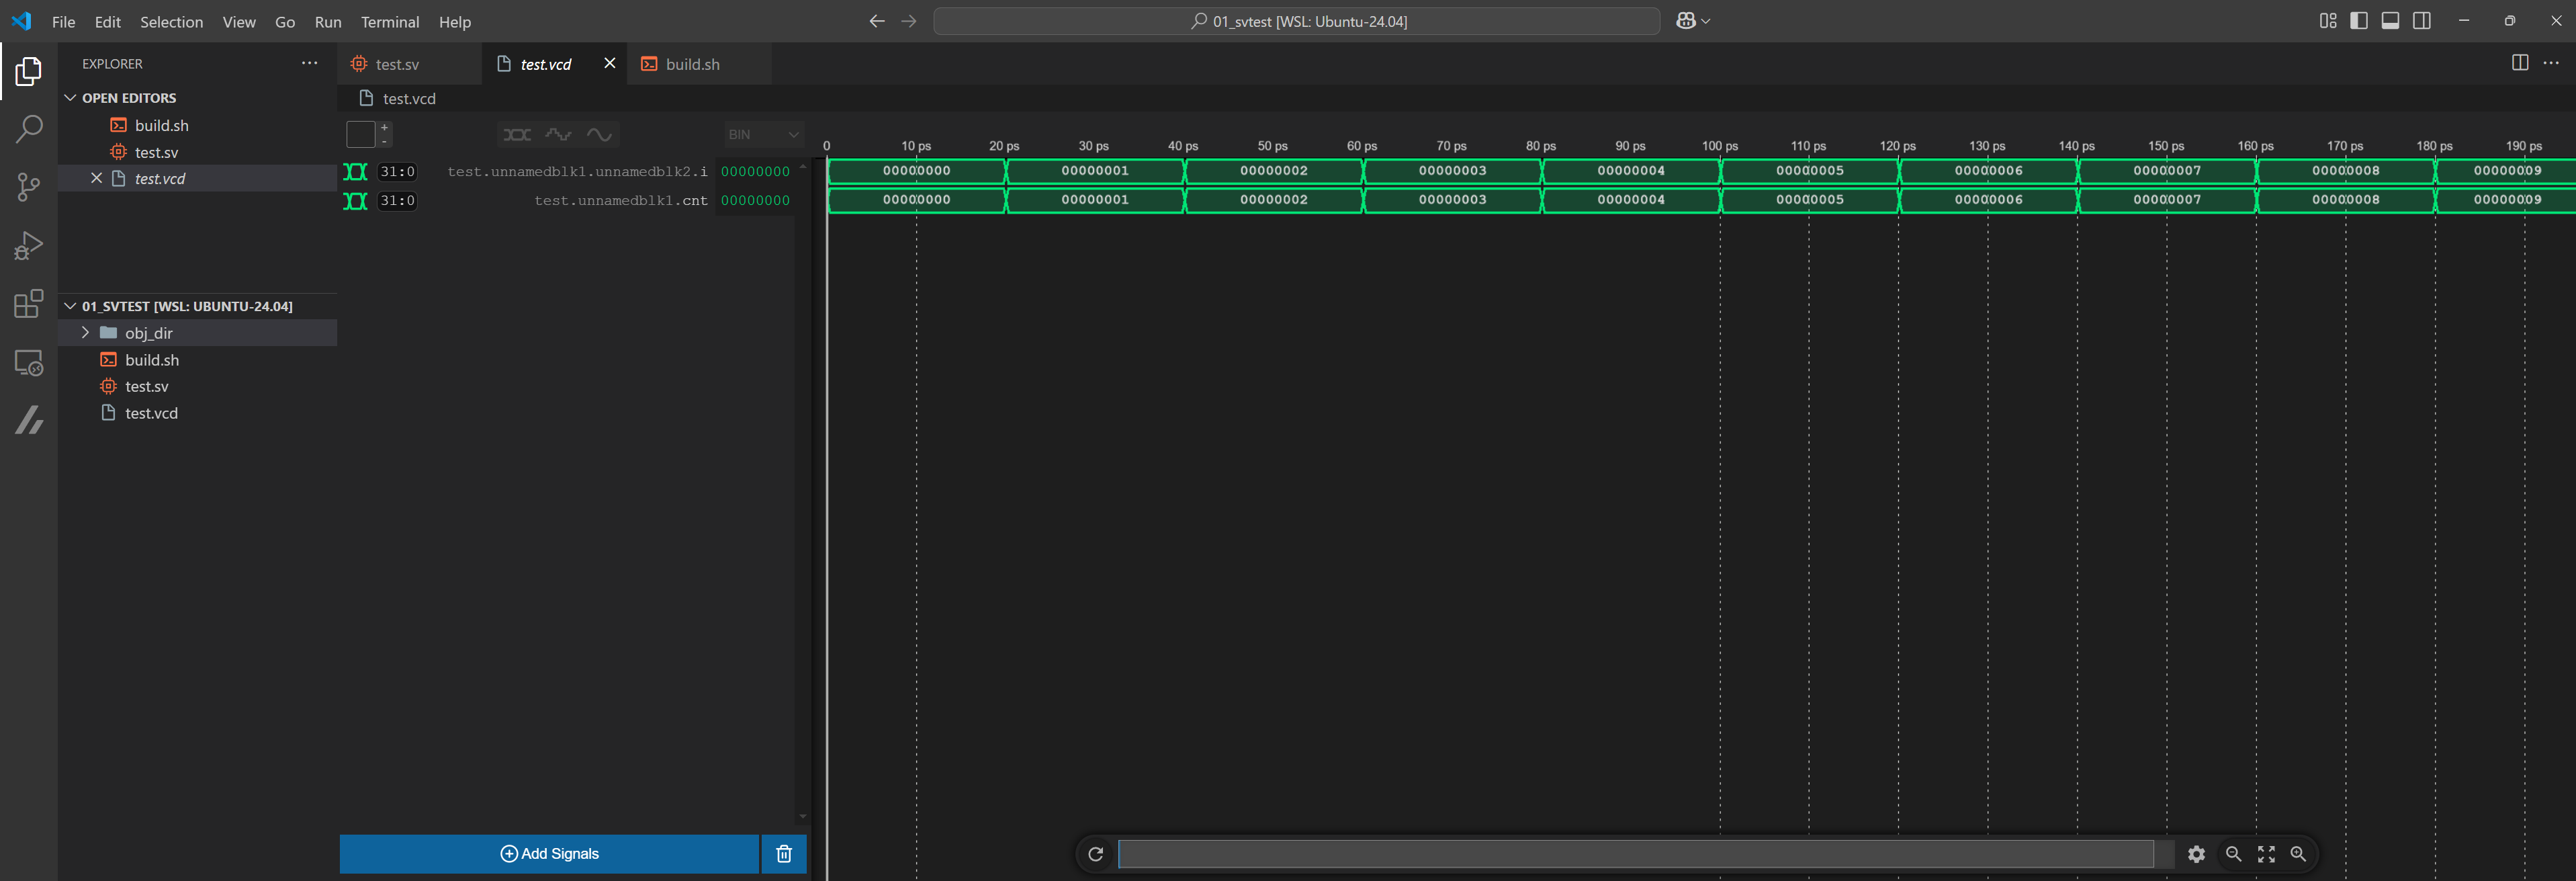 File Edit Selection View Go Run Terminal Help
01_svtest [WSL: Ubuntu-24.04]
EXPLORER
OPEN EDITORS
build.sh
test.sv
test.vcd
01_SVTEST [WSL: UBUNTU-24.04]
obj_dir
build.sh
test.sv
test.vcd
test.sv test.vcd build.sh
test.vcd
+
-
BIN
0 10 ps 20 ps 30 ps 40 ps 50 ps 60 ps 70 ps 80 ps 90 ps 100 ps 110 ps 120 ps 130 ps 140 ps 150 ps 160 ps 170 ps 180 ps 190 ps
31:0 test.unnamedblk1.unnamedblk2.i 00000000 00000000 00000001 00000002 00000003 00000004 00000005 00000006 00000007 00000008 00000009
31:0 test.unnamedblk1.cnt 00000000 00000000 00000001 00000002 00000003 00000004 00000005 00000006 00000007 00000008 00000009
Add Signals